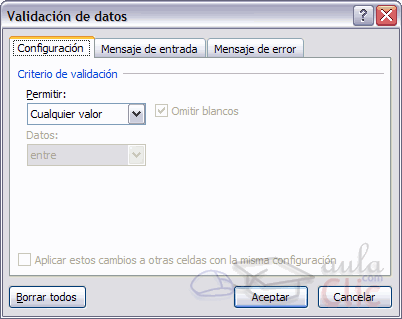 Validación de datos
Configuración
Mensaje de entrada
Mensaje de error
Criterio de validación
Permitir:
Cualquier valor
Omitir blancos
Datos:
entre
Aplicar estos cambios a otras celdas con la misma configuración
aula
Clic
.com
Borrar todos
Aceptar
Cancelar